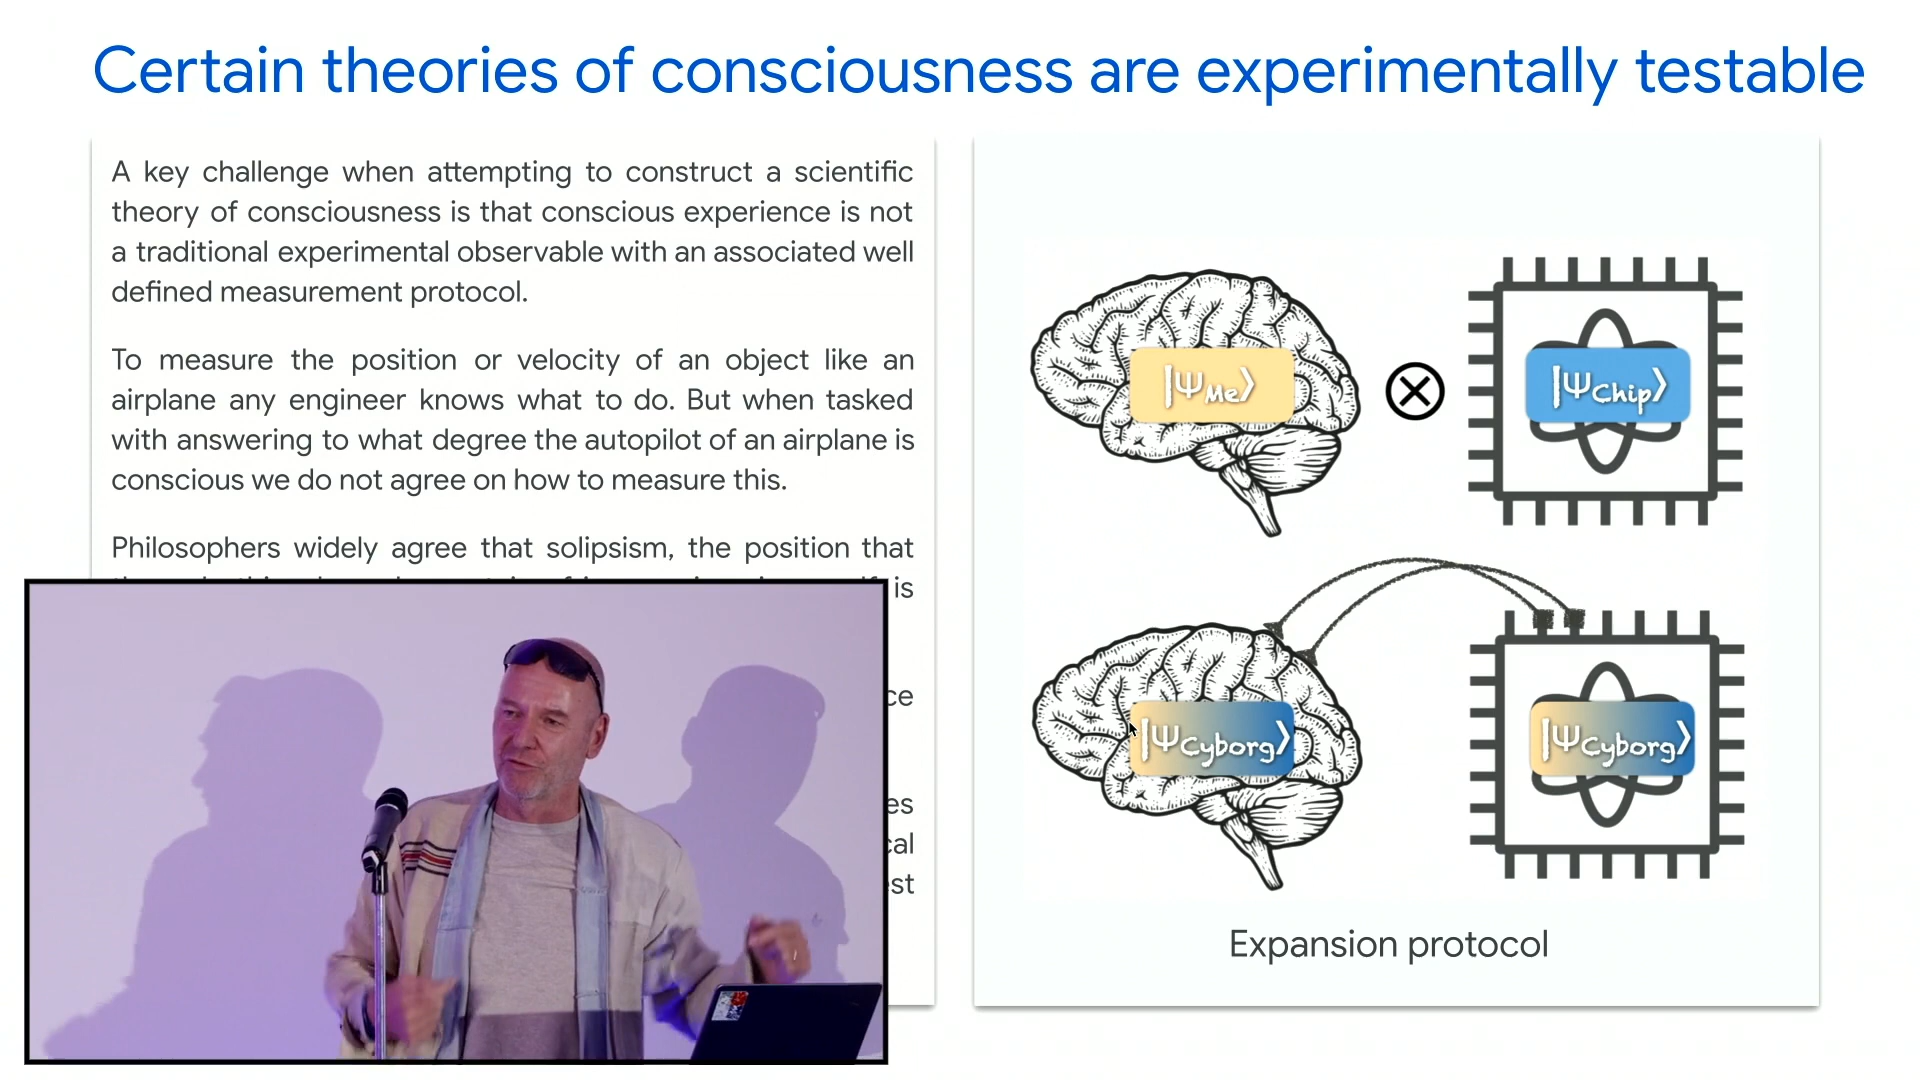 Certain theories of consciousness are experimentally testable
A key challenge when attempting to construct a scientific
theory of consciousness is that conscious experience is not
a traditional experimental observable with an associated well
defined measurement protocol.
To measure the position or velocity of an object like an
airplane any engineer knows what to do. But when tasked
with answering to what degree the autopilot of an airplane is
conscious we do not agree on how to measure this.
Philosophers widely agree that solipsism, the position that
is
|Ψ Me⟩
⊗
|Ψ Chip⟩
|Ψ Cyborg⟩
|Ψ Cyborg⟩
Expansion protocol